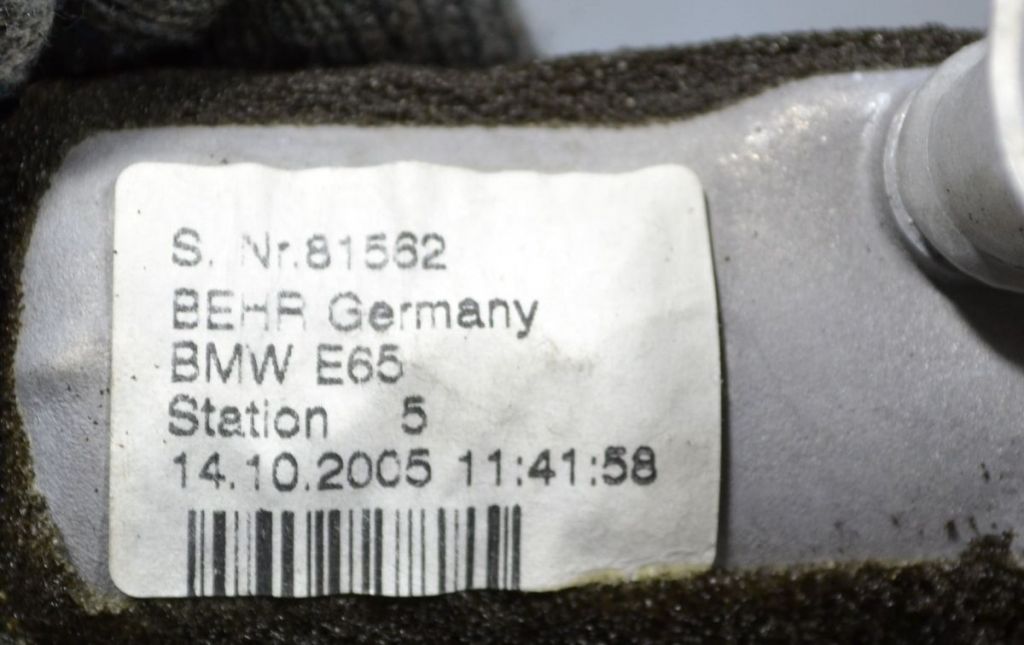 S. Nr.81562
BEHR Germany
BMW E65
Station 5
14.10.2005 11:41:58